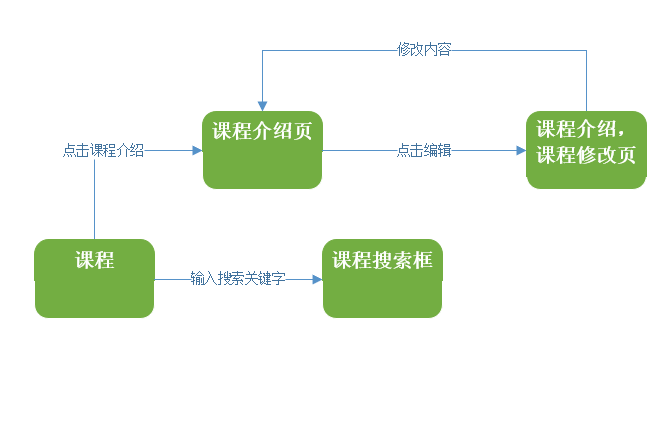 修改内容
课程介绍页
课程介绍，
课程修改页
点击课程介绍
点击编辑
课程
课程搜索框
输入搜索关键字